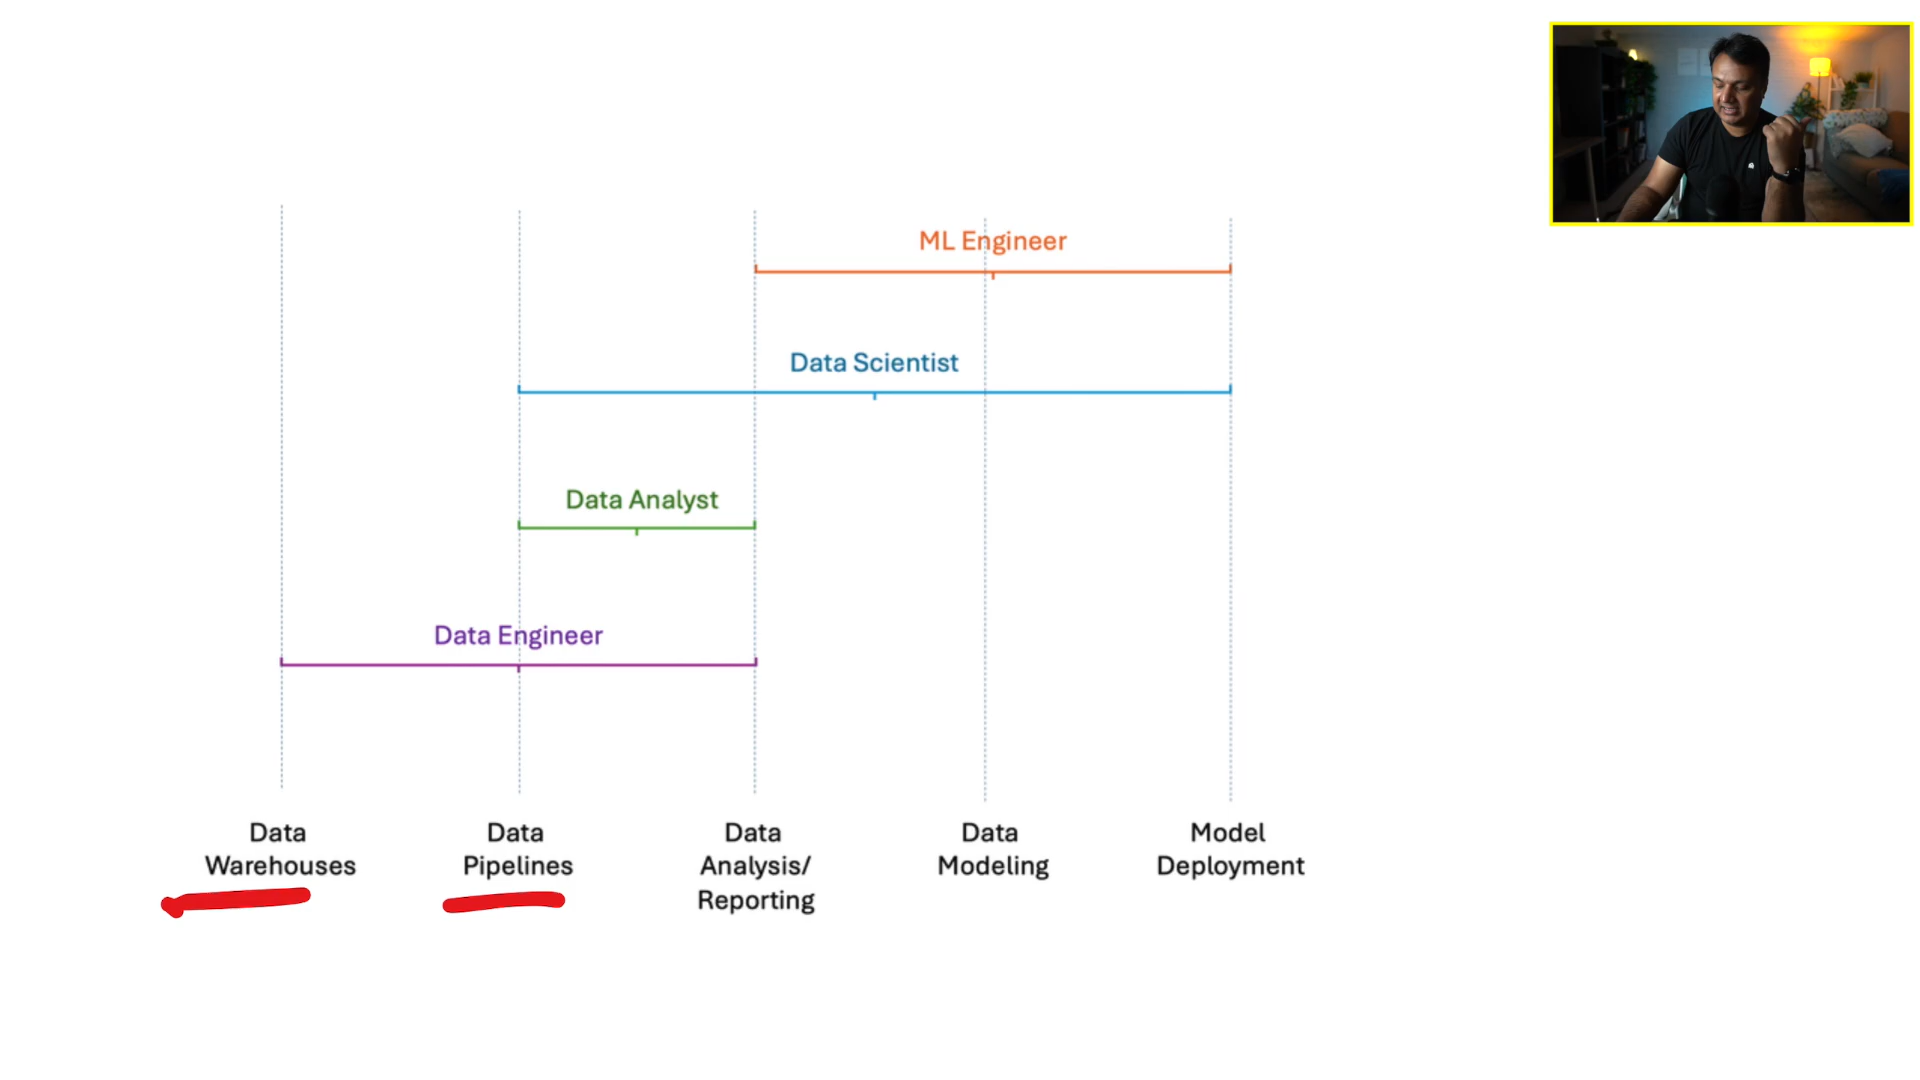 ML Engineer
Data Scientist
Data Analyst
Data Engineer
Data
Warehouses
Data
Pipelines
Data
Analysis/
Reporting
Data
Modeling
Model
Deployment